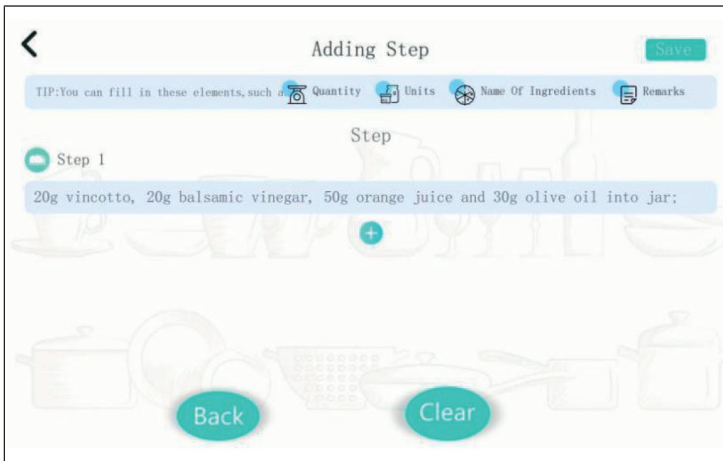 Adding Step
Save
TIP:You can fill in these elements,such a Quantity Units Name Of Ingredients Remarks
Step
Step 1
20g vincotto, 20g balsamic vinegar, 50g orange juice and 30g olive oil into jar;
Back
Clear